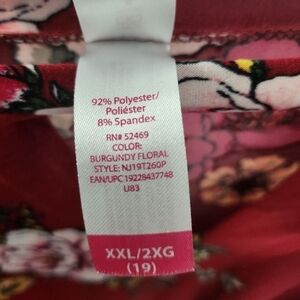 92% Polyester/
Poliéster
8% Spandex
RN# 52469
COLOR:
BURGUNDY FLORAL
STYLE: NJ19T260P
EAN/UPC 19228437748
U83
XXL/2XG
(19)